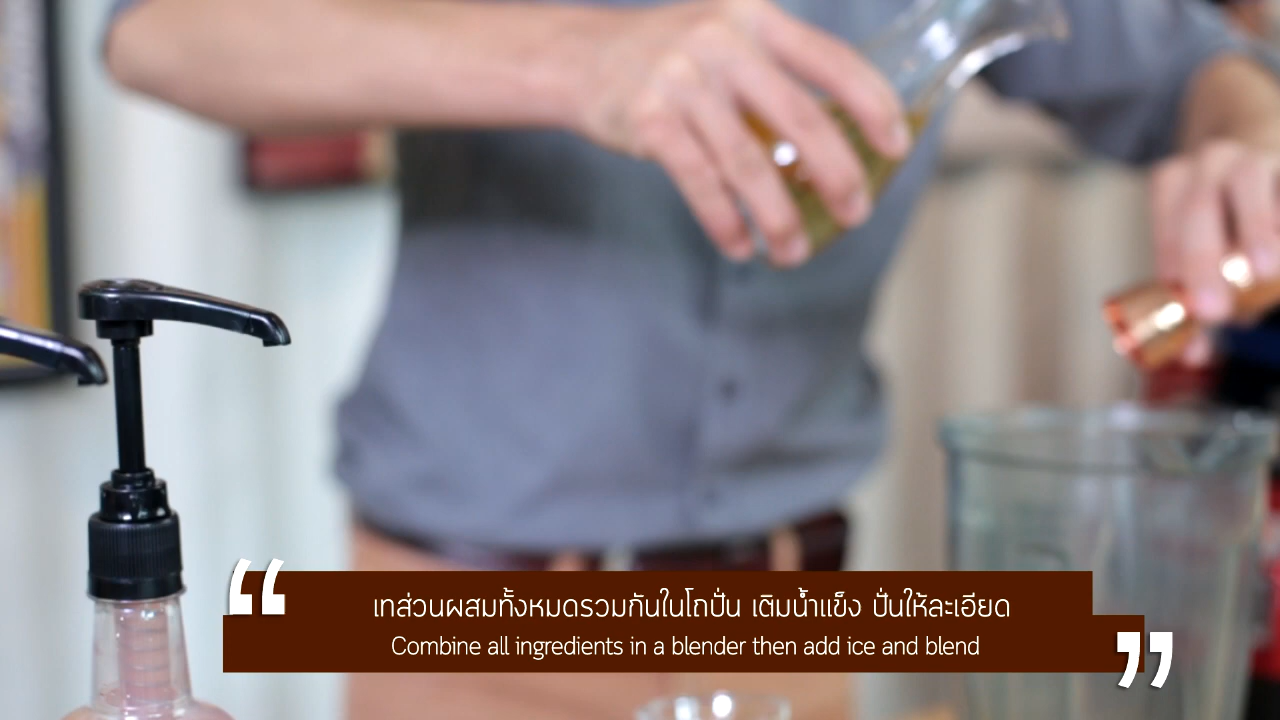 “
เทส่วนผสมทั้งหมดรวมกันในโถปั่น เติมน้ำแข็ง ปั่นให้ละเอียด
Combine all ingredients in a blender then add ice and blend
”